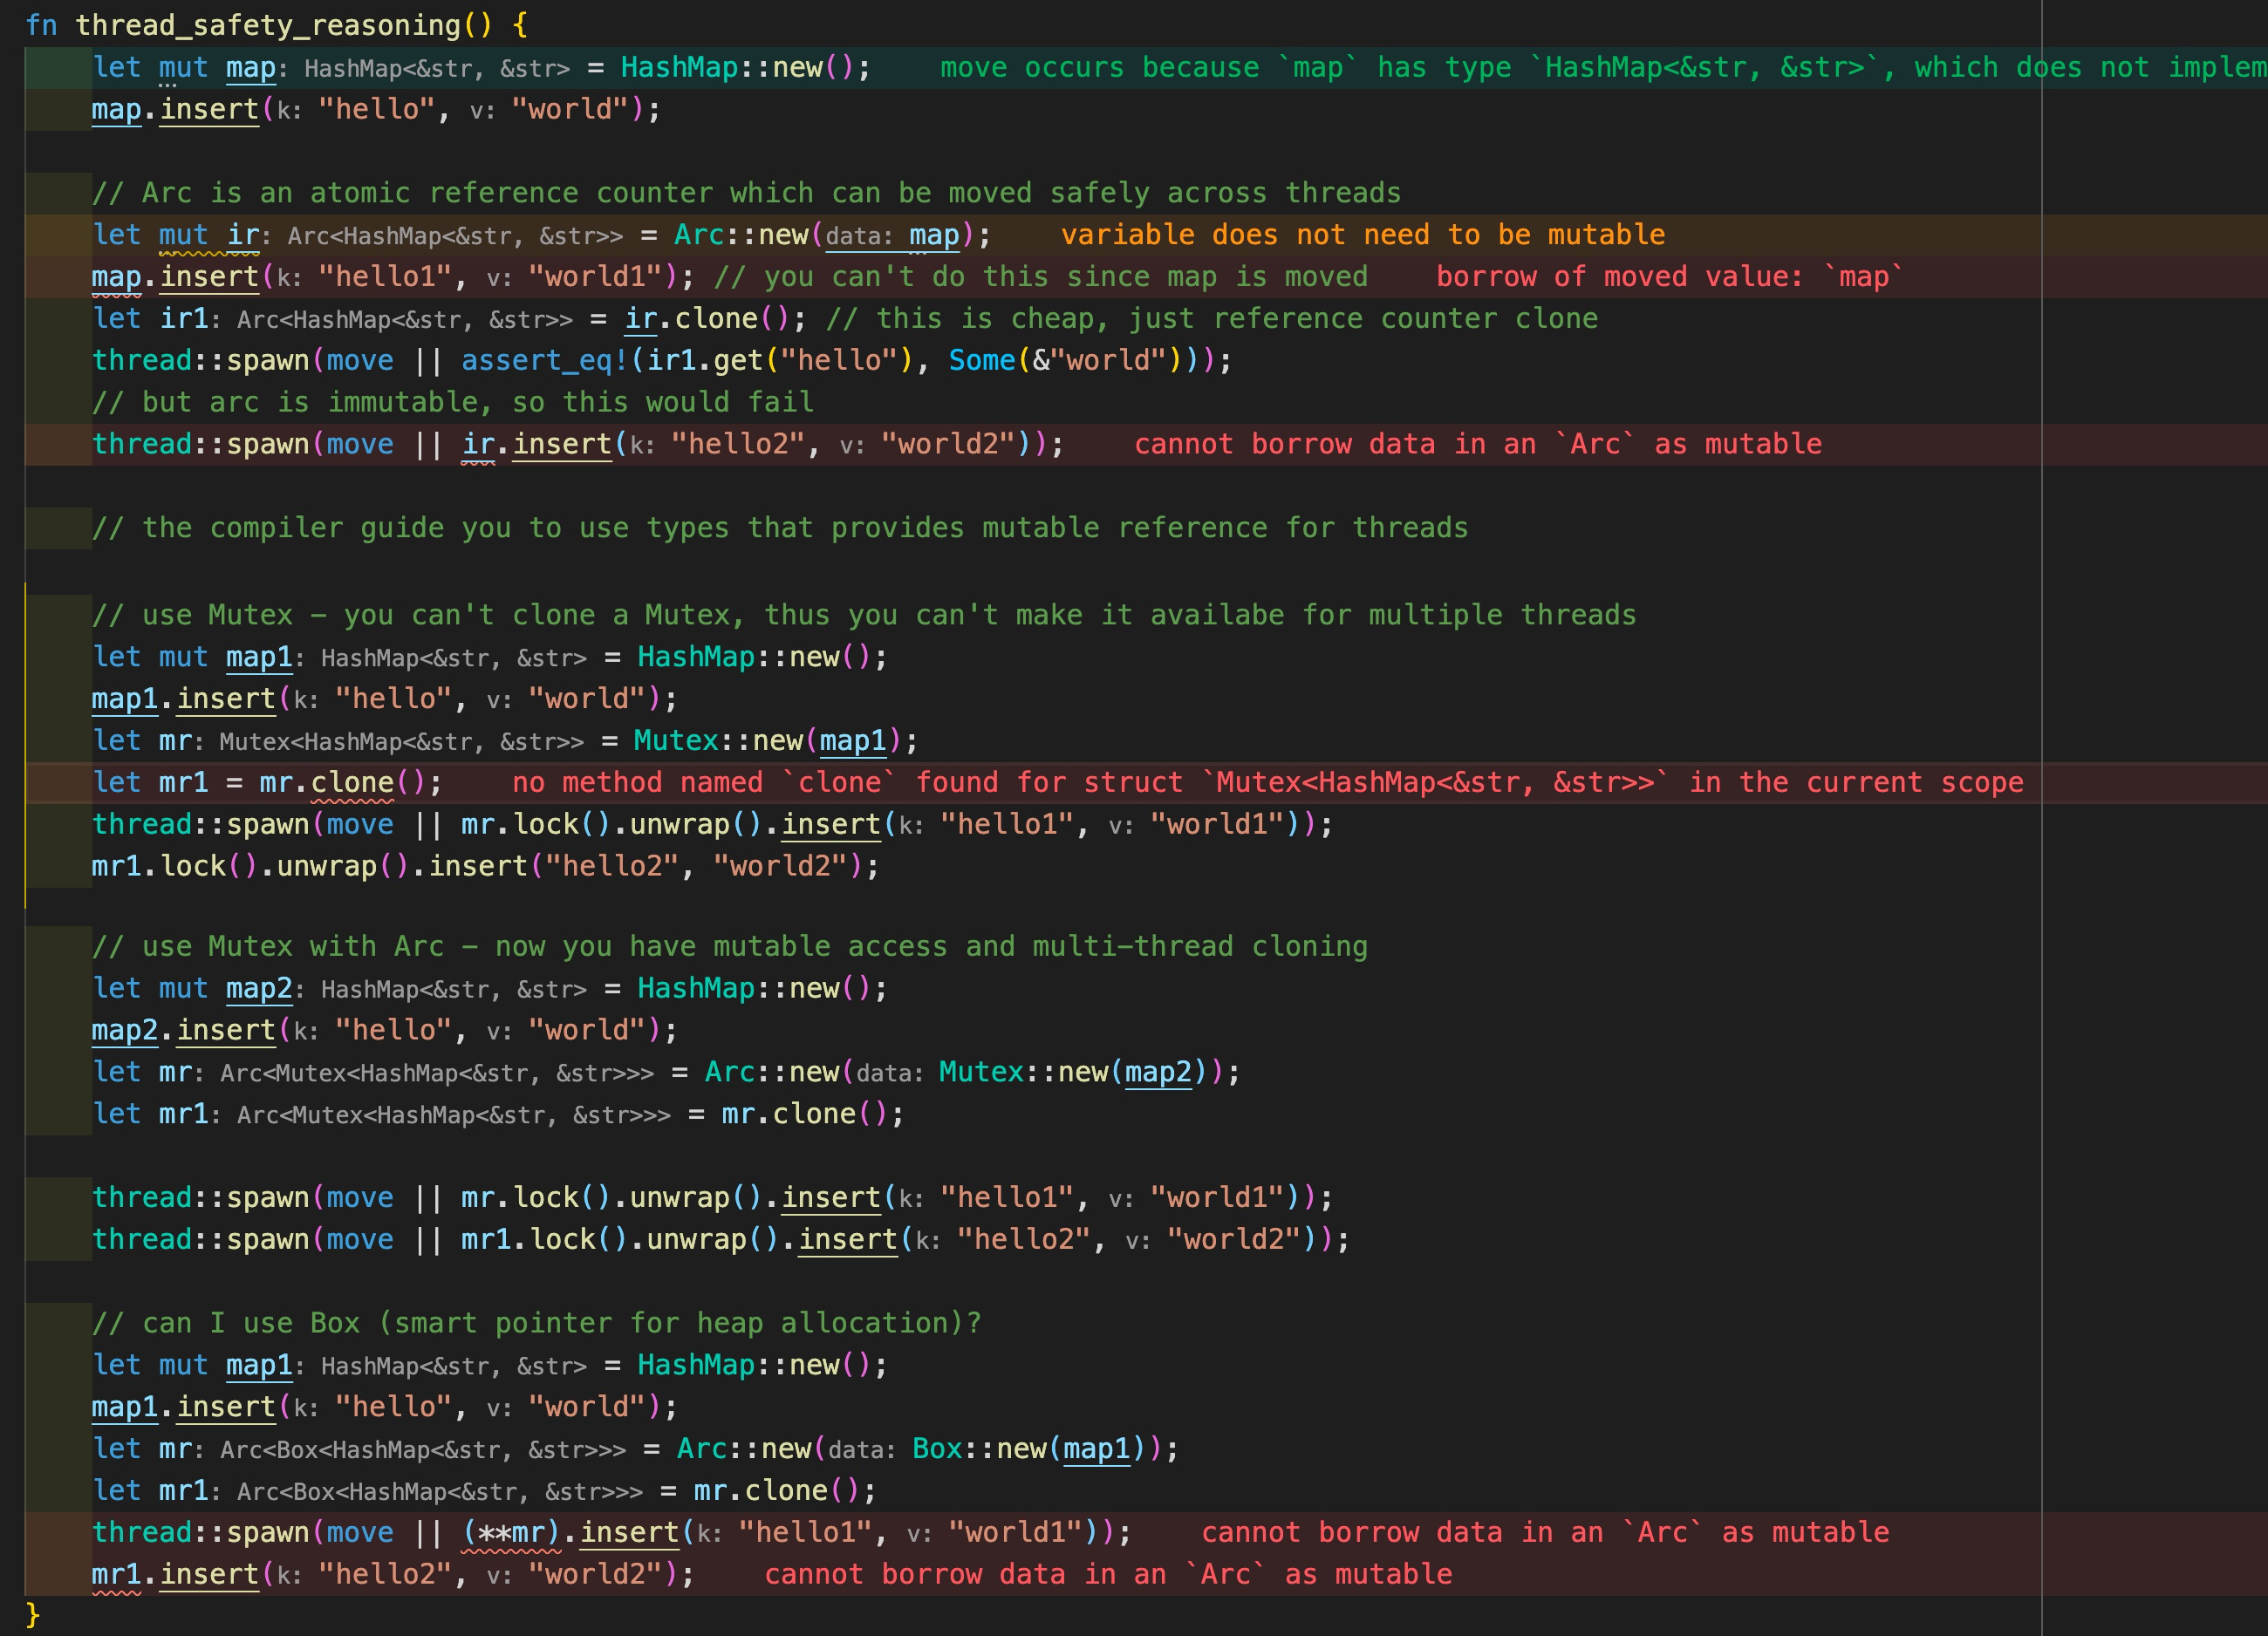 fn thread_safety_reasoning() {
let mut map: HashMap<&str, &str> = HashMap::new(); move occurs because `map` has type `HashMap<&str, &str>`, which does not implem
map.insert(k: "hello", v: "world");
// Arc is an atomic reference counter which can be moved safely across threads
let mut ir: Arc<HashMap<&str, &str>> = Arc::new(data: map); variable does not need to be mutable
map.insert(k: "hello1", v: "world1"); // you can't do this since map is moved borrow of moved value: `map`
let ir1: Arc<HashMap<&str, &str>> = ir.clone(); // this is cheap, just reference counter clone
thread::spawn(move || assert_eq!(ir1.get("hello"), Some(&"world")));
// but arc is immutable, so this would fail
thread::spawn(move || ir.insert(k: "hello2", v: "world2")); cannot borrow data in an `Arc` as mutable
// the compiler guide you to use types that provides mutable reference for threads
// use Mutex — you can't clone a Mutex, thus you can't make it availabe for multiple threads
let mut map1: HashMap<&str, &str> = HashMap::new();
map1.insert(k: "hello", v: "world");
let mr: Mutex<HashMap<&str, &str>> = Mutex::new(map1);
let mr1 = mr.clone(); no method named `clone` found for struct `Mutex<HashMap<&str, &str>>` in the current scope
thread::spawn(move || mr.lock().unwrap().insert(k: "hello1", v: "world1"));
mr1.lock().unwrap().insert("hello2", "world2");
// use Mutex with Arc — now you have mutable access and multi-thread cloning
let mut map2: HashMap<&str, &str> = HashMap::new();
map2.insert(k: "hello", v: "world");
let mr: Arc<Mutex<HashMap<&str, &str>>> = Arc::new(data: Mutex::new(map2));
let mr1: Arc<Mutex<HashMap<&str, &str>>> = mr.clone();
thread::spawn(move || mr.lock().unwrap().insert(k: "hello1", v: "world1"));
thread::spawn(move || mr1.lock().unwrap().insert(k: "hello2", v: "world2"));
// can I use Box (smart pointer for heap allocation)?
let mut map1: HashMap<&str, &str> = HashMap::new();
map1.insert(k: "hello", v: "world");
let mr: Arc<Box<HashMap<&str, &str>>> = Arc::new(data: Box::new(map1));
let mr1: Arc<Box<HashMap<&str, &str>>> = mr.clone();
thread::spawn(move || (**mr).insert(k: "hello1", v: "world1")); cannot borrow data in an `Arc` as mutable
mr1.insert(k: "hello2", v: "world2"); cannot borrow data in an `Arc` as mutable
}